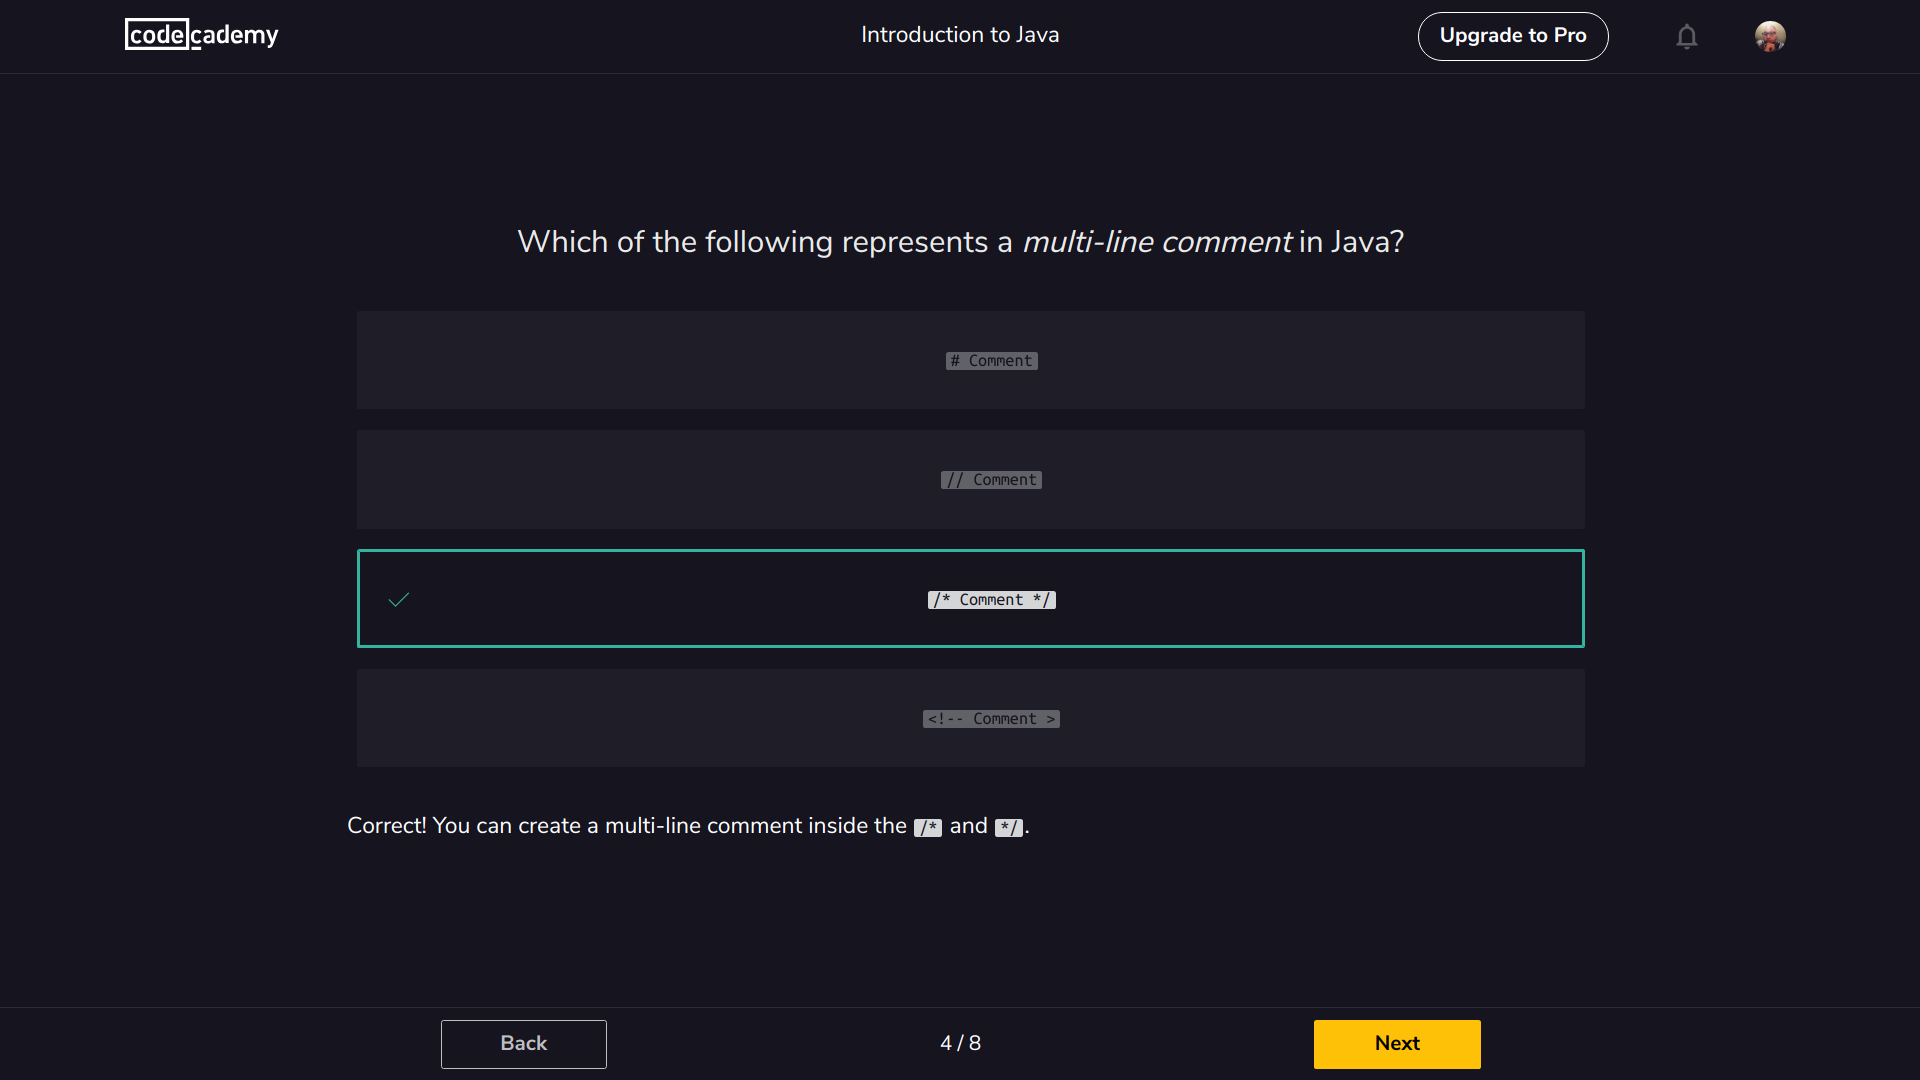 codecademy
Introduction to Java
Upgrade to Pro
Which of the following represents a multi-line comment in Java?
# Comment
// Comment
/* Comment */
<!-- Comment >
Correct! You can create a multi-line comment inside the /* and */.
Back
4 / 8
Next